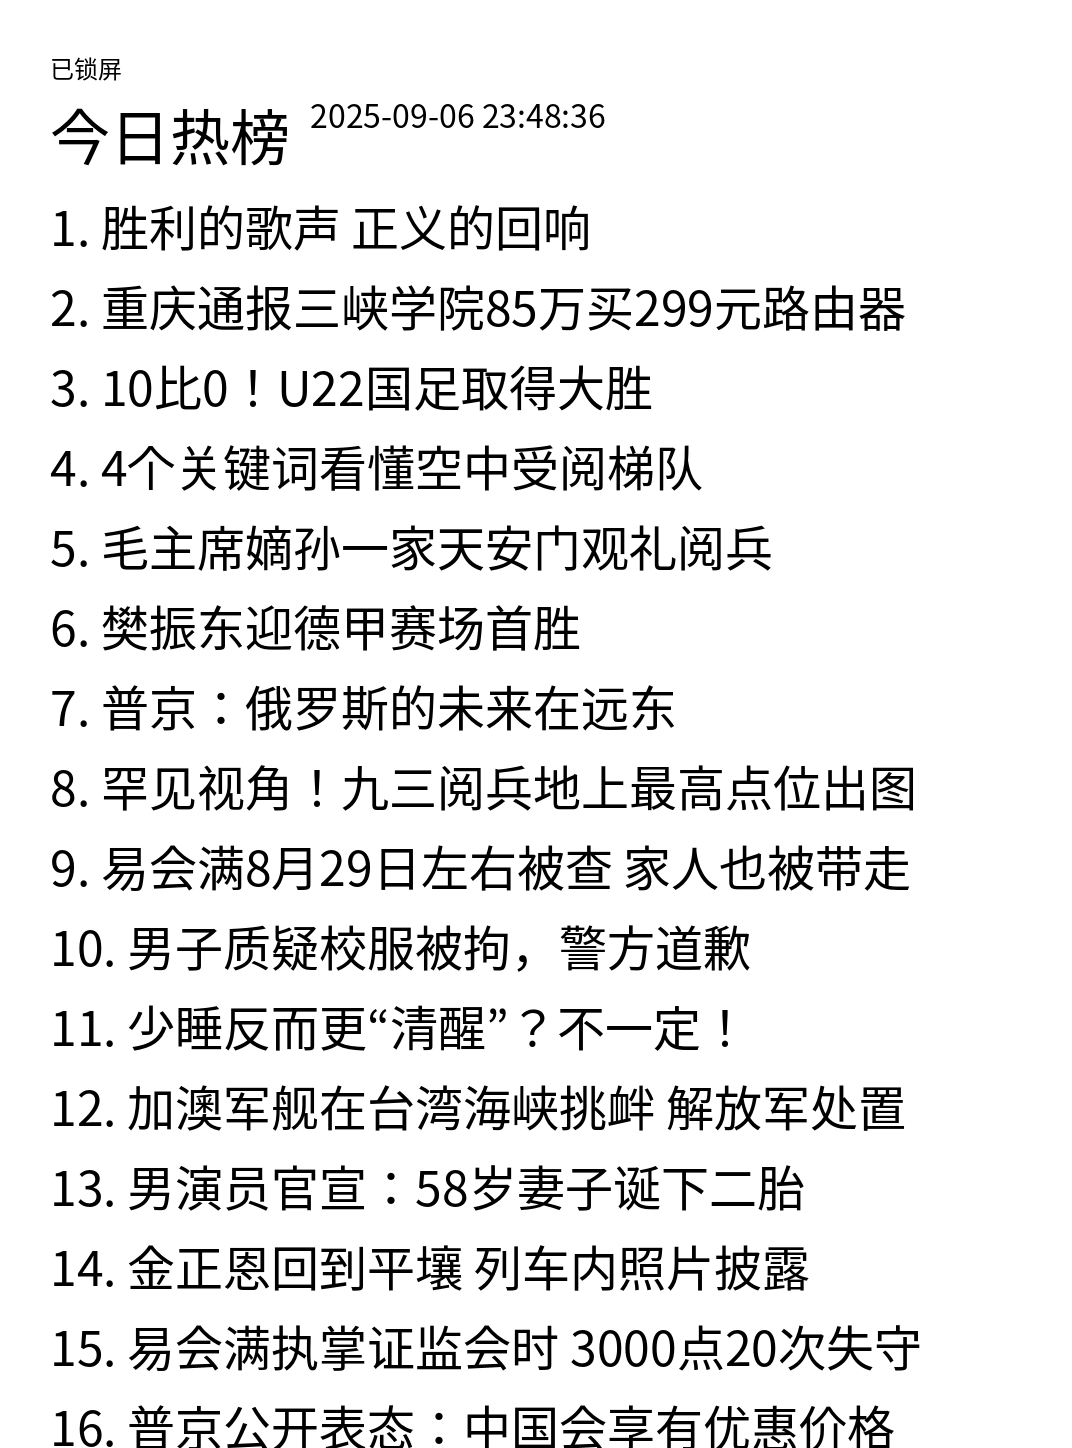 已锁屏
今日热榜 2025-09-06 23:48:36
1. 胜利的歌声 正义的回响
2. 重庆通报三峡学院85万买299元路由器
3. 10比0！U22国足取得大胜
4. 4个关键词看懂空中受阅梯队
5. 毛主席嫡孙一家天安门观礼阅兵
6. 樊振东迎德甲赛场首胜
7. 普京：俄罗斯的未来在远东
8. 罕见视角！九三阅兵地上最高点位出图
9. 易会满8月29日左右被查 家人也被带走
10. 男子质疑校服被拘，警方道歉
11. 少睡反而更“清醒”？不一定！
12. 加澳军舰在台湾海峡挑衅 解放军处置
13. 男演员官宣：58岁妻子诞下二胎
14. 金正恩回到平壤 列车内照片披露
15. 易会满执掌证监会时 3000点20次失守
16. 普京公开表态：中国会享有优惠价格